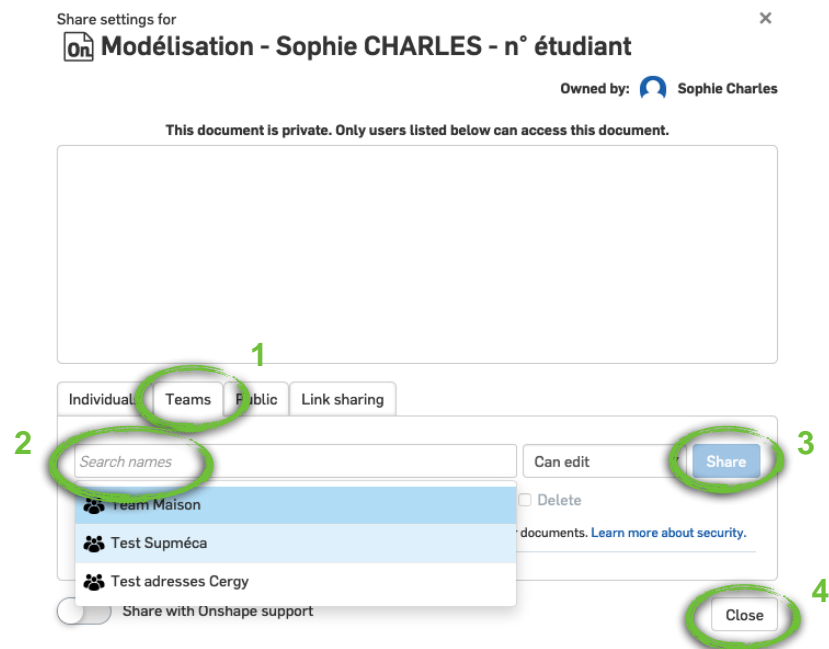 Share settings for
On Modélisation - Sophie CHARLES - n° étudiant
Owned by: Sophie Charles
This document is private. Only users listed below can access this document.
1
Individuals Teams Public Link sharing
2
Search names
Can edit
Share
3
Team Maison
Delete
Test Supméca
documents. Learn more about security.
Test adresses Cergy
Share with Onshape support
Close
4